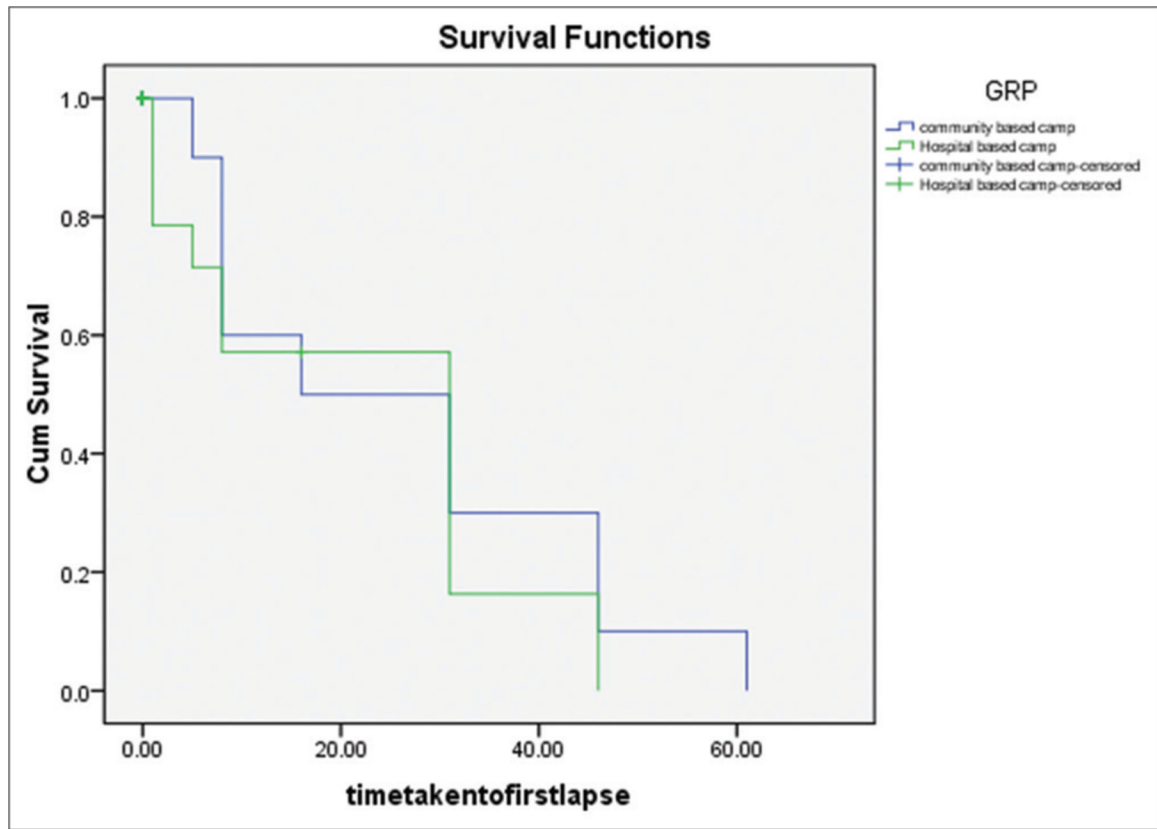 Survival Functions
GRP
community based camp
Hospital based camp
community based camp-censored
Hospital based camp-censored
Cum Survival
1.0
0.8
0.6
0.4
0.2
0.0
0.00 20.00 40.00 60.00
timetakentofirstlapse